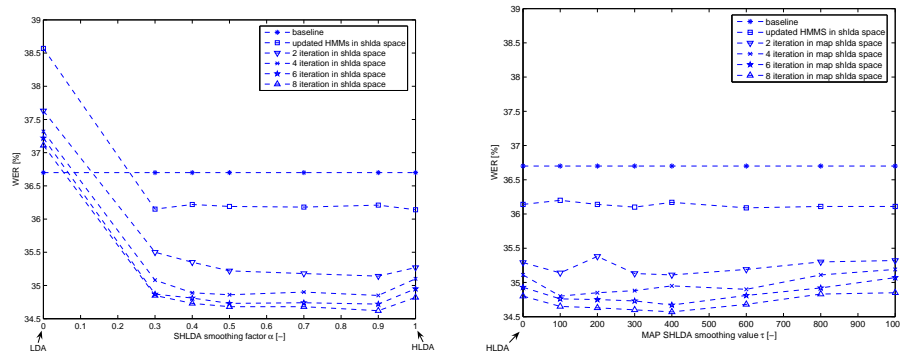 39
38.5
38
37.5
37
36.5
36
35.5
35
34.5
WER [%]
baseline
updated HMMS in shlda space
2 iteration in shlda space
4 iteration in shlda space
6 iteration in shlda space
8 iteration in shlda space
0 0.1 0.2 0.3 0.4 0.5 0.6 0.7 0.8 0.9 1
SHLDA smoothing factor α [–]
LDA
HLDA
39
38.5
38
37.5
37
36.5
36
35.5
35
34.5
WER [%]
baseline
updated HMMS in shlda space
2 iteration in map shlda space
4 iteration in map shlda space
6 iteration in map shlda space
8 iteration in map shlda space
0 100 200 300 400 500 600 700 800 900 1000
MAP SHLDA smoothing value τ [–]
HLDA